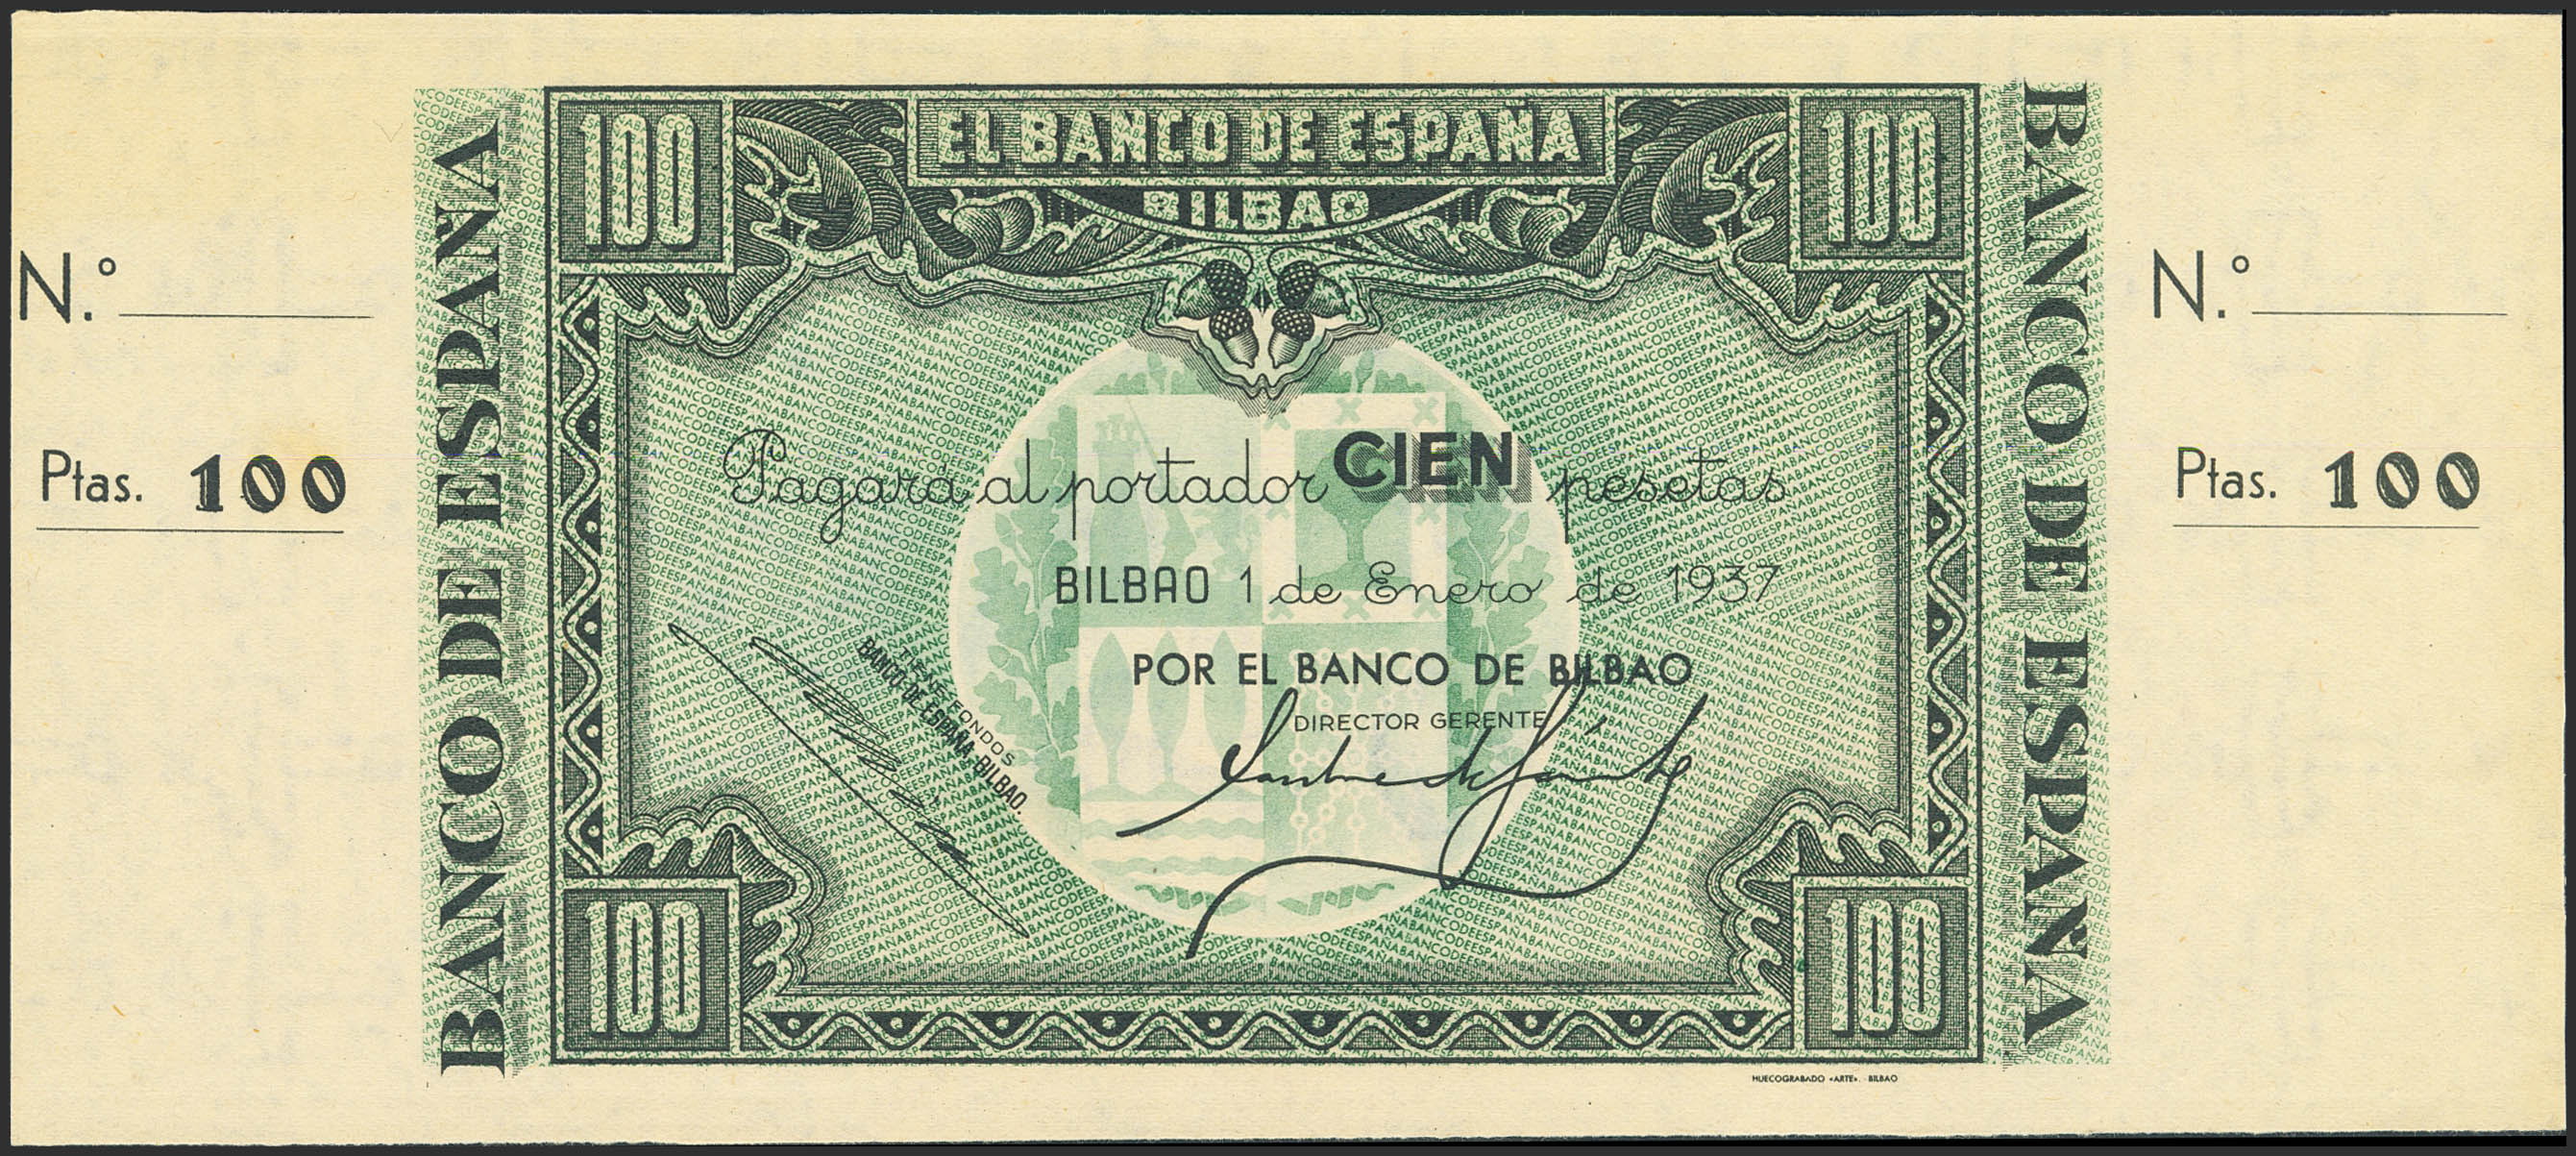 100
EL BANCO DE ESPAÑA
100
BILBAO
BANCO DE ESPAÑA
BANCO DE ESPAÑA
N.º
N.º
Ptas. 100
Ptas. 100
Pagará al portador CIEN pesetas
BILBAO 1 de Enero de 1937
TIENE FONDOS
BANCO DE ESPAÑA-BILBAO.
POR EL BANCO DE BILBAO
DIRECTOR GERENTE
100
100
HUECOGRABADO «ARTE». - BILBAO